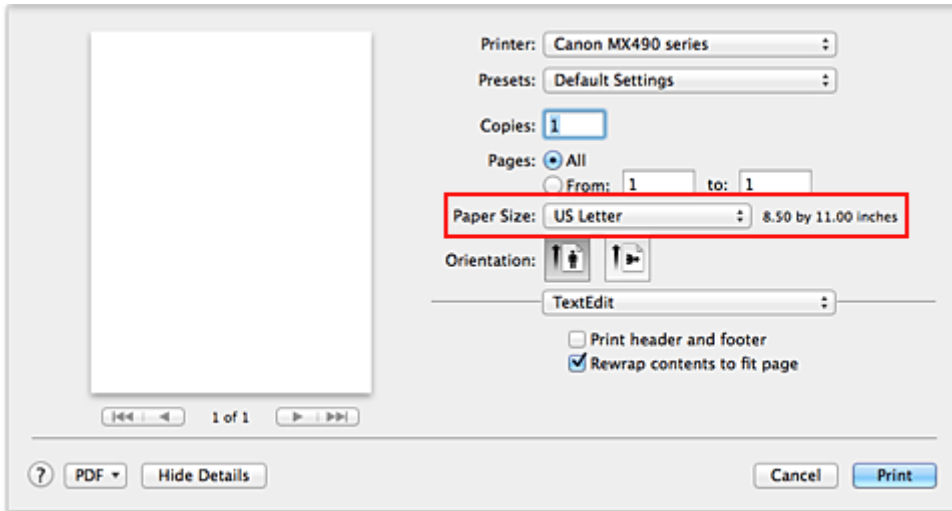 Printer: Canon MX490 series
Presets: Default Settings
Copies: 1
Pages: All
From: 1 to: 1
Paper Size: US Letter 8.50 by 11.00 inches
Orientation:
TextEdit
Print header and footer
Rewrap contents to fit page
1 of 1
? PDF Hide Details Cancel Print